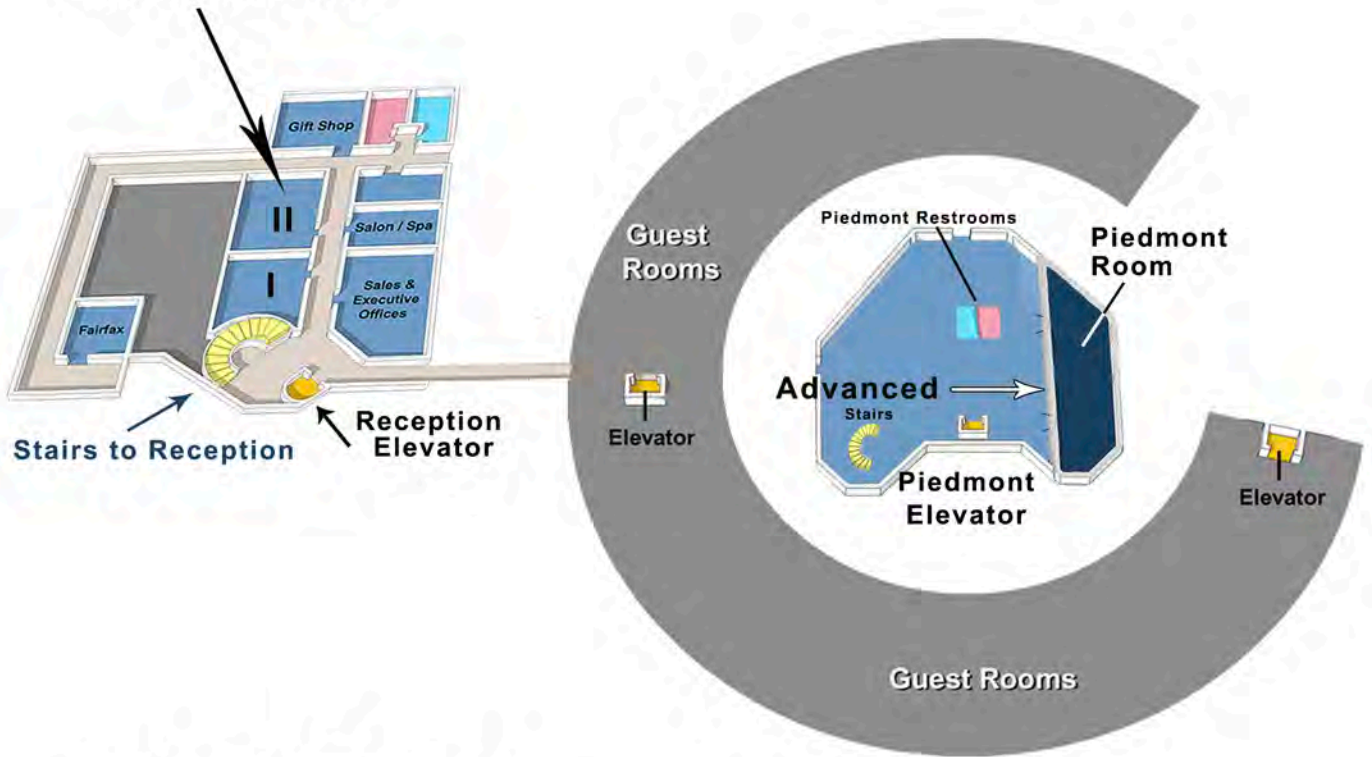 Gift Shop
II
Salon / Spa
I
Sales &
Executive
Offices
Fairfax
Stairs to Reception
Reception
Elevator
Guest
Rooms
Elevator
Piedmont Restrooms
Piedmont
Room
Advanced
Stairs
Piedmont
Elevator
Elevator
Guest Rooms